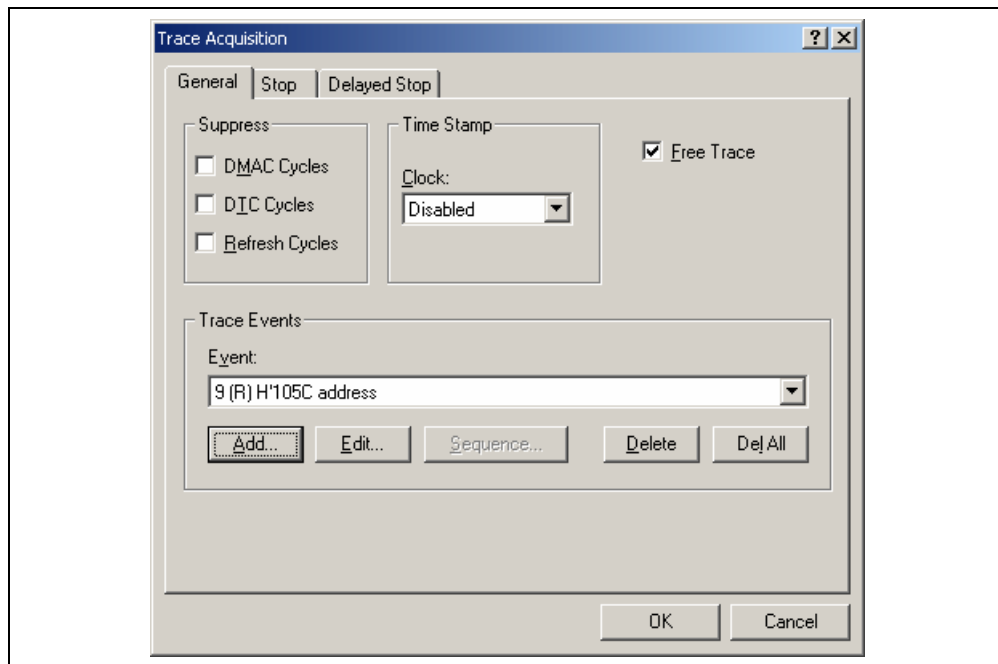 Trace Acquisition
General Stop Delayed Stop
Suppress
DMAC Cycles
DTC Cycles
Refresh Cycles
Time Stamp
Clock:
Disabled
Free Trace
Trace Events
Event:
9 (R) H'105C address
Add... Edit... Sequence... Delete Del All
OK Cancel